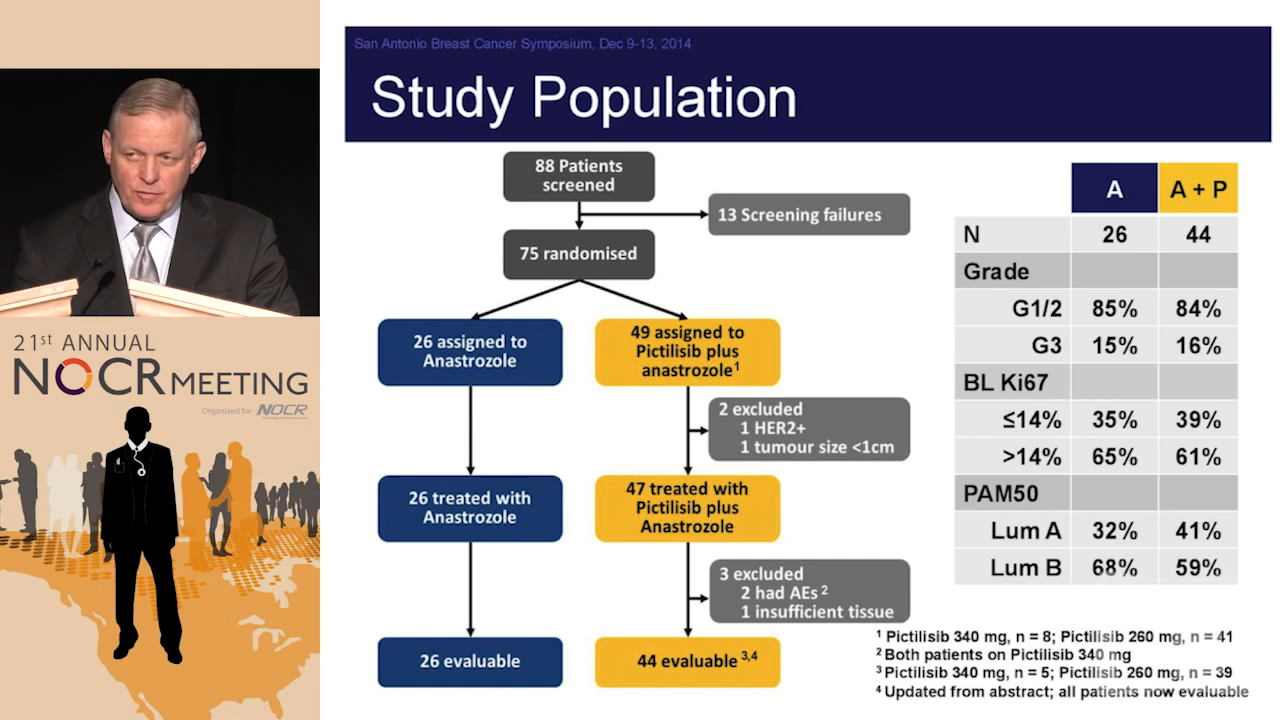 San Antonio Breast Cancer Symposium, Dec 9-13, 2014
Study Population
88 Patients
screened
13 Screening failures
75 randomised
26 assigned to
Anastrozole
49 assigned to
Pictilisib plus
anastrozole1
2 excluded
1 HER2+
1 tumour size <1cm
26 treated with
Anastrozole
47 treated with
Pictilisib plus
Anastrozole
3 excluded
2 had AEs 2
1 insufficient tissue
26 evaluable
44 evaluable 3,4
A A + P
N 26 44
Grade
G1/2 85% 84%
G3 15% 16%
BL Ki67
≤14% 35% 39%
>14% 65% 61%
PAM50
Lum A 32% 41%
Lum B 68% 59%
1 Pictilisib 340 mg, n = 8; Pictilisib 260 mg, n = 41
2 Both patients on Pictilisib 340 mg
3 Pictilisib 340 mg, n = 5; Pictilisib 260 mg, n = 39
4 Updated from abstract; all patients now evaluable
21st ANNUAL
NOCR MEETING
Organized for NOCR